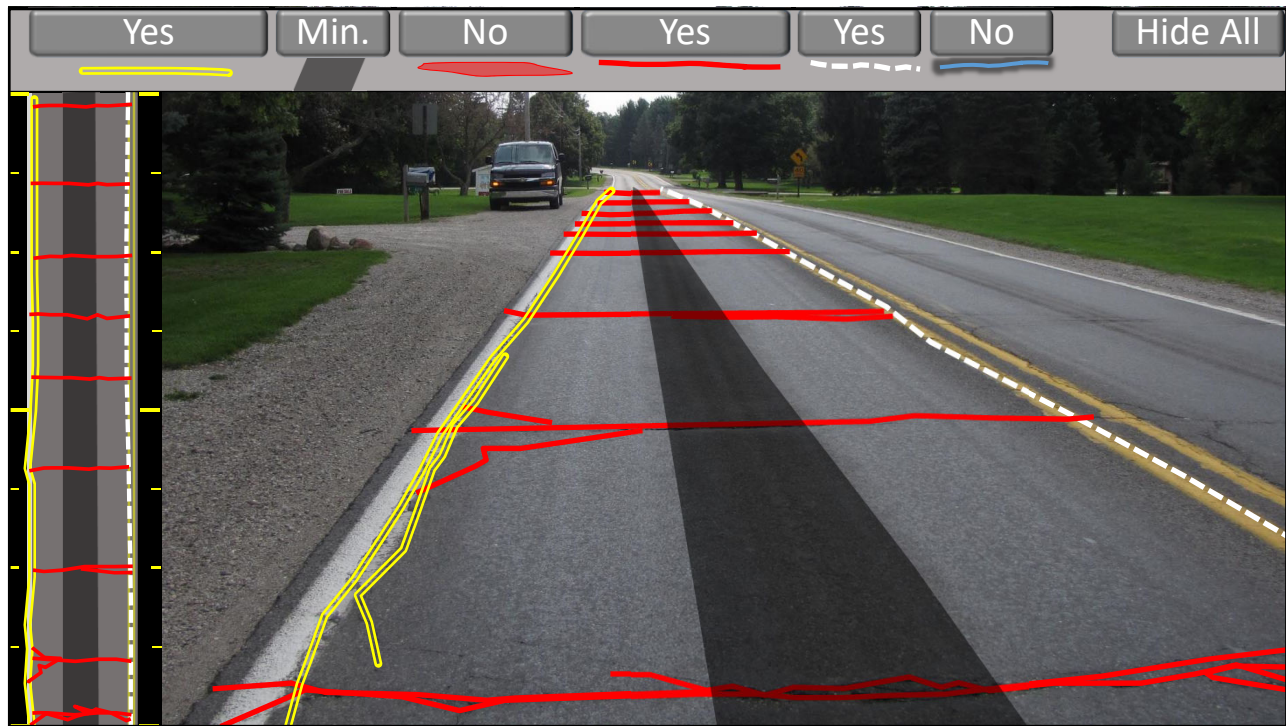 Yes Min. No Yes Yes No Hide All